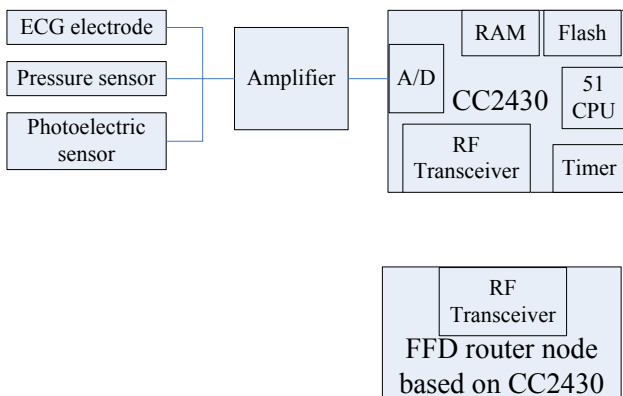 ECG electrode
Pressure sensor
Photoelectric
sensor
Amplifier
A/D
RAM
Flash
CC2430
51
CPU
RF
Transceiver
Timer
RF
Transceiver
FFD router node
based on CC2430